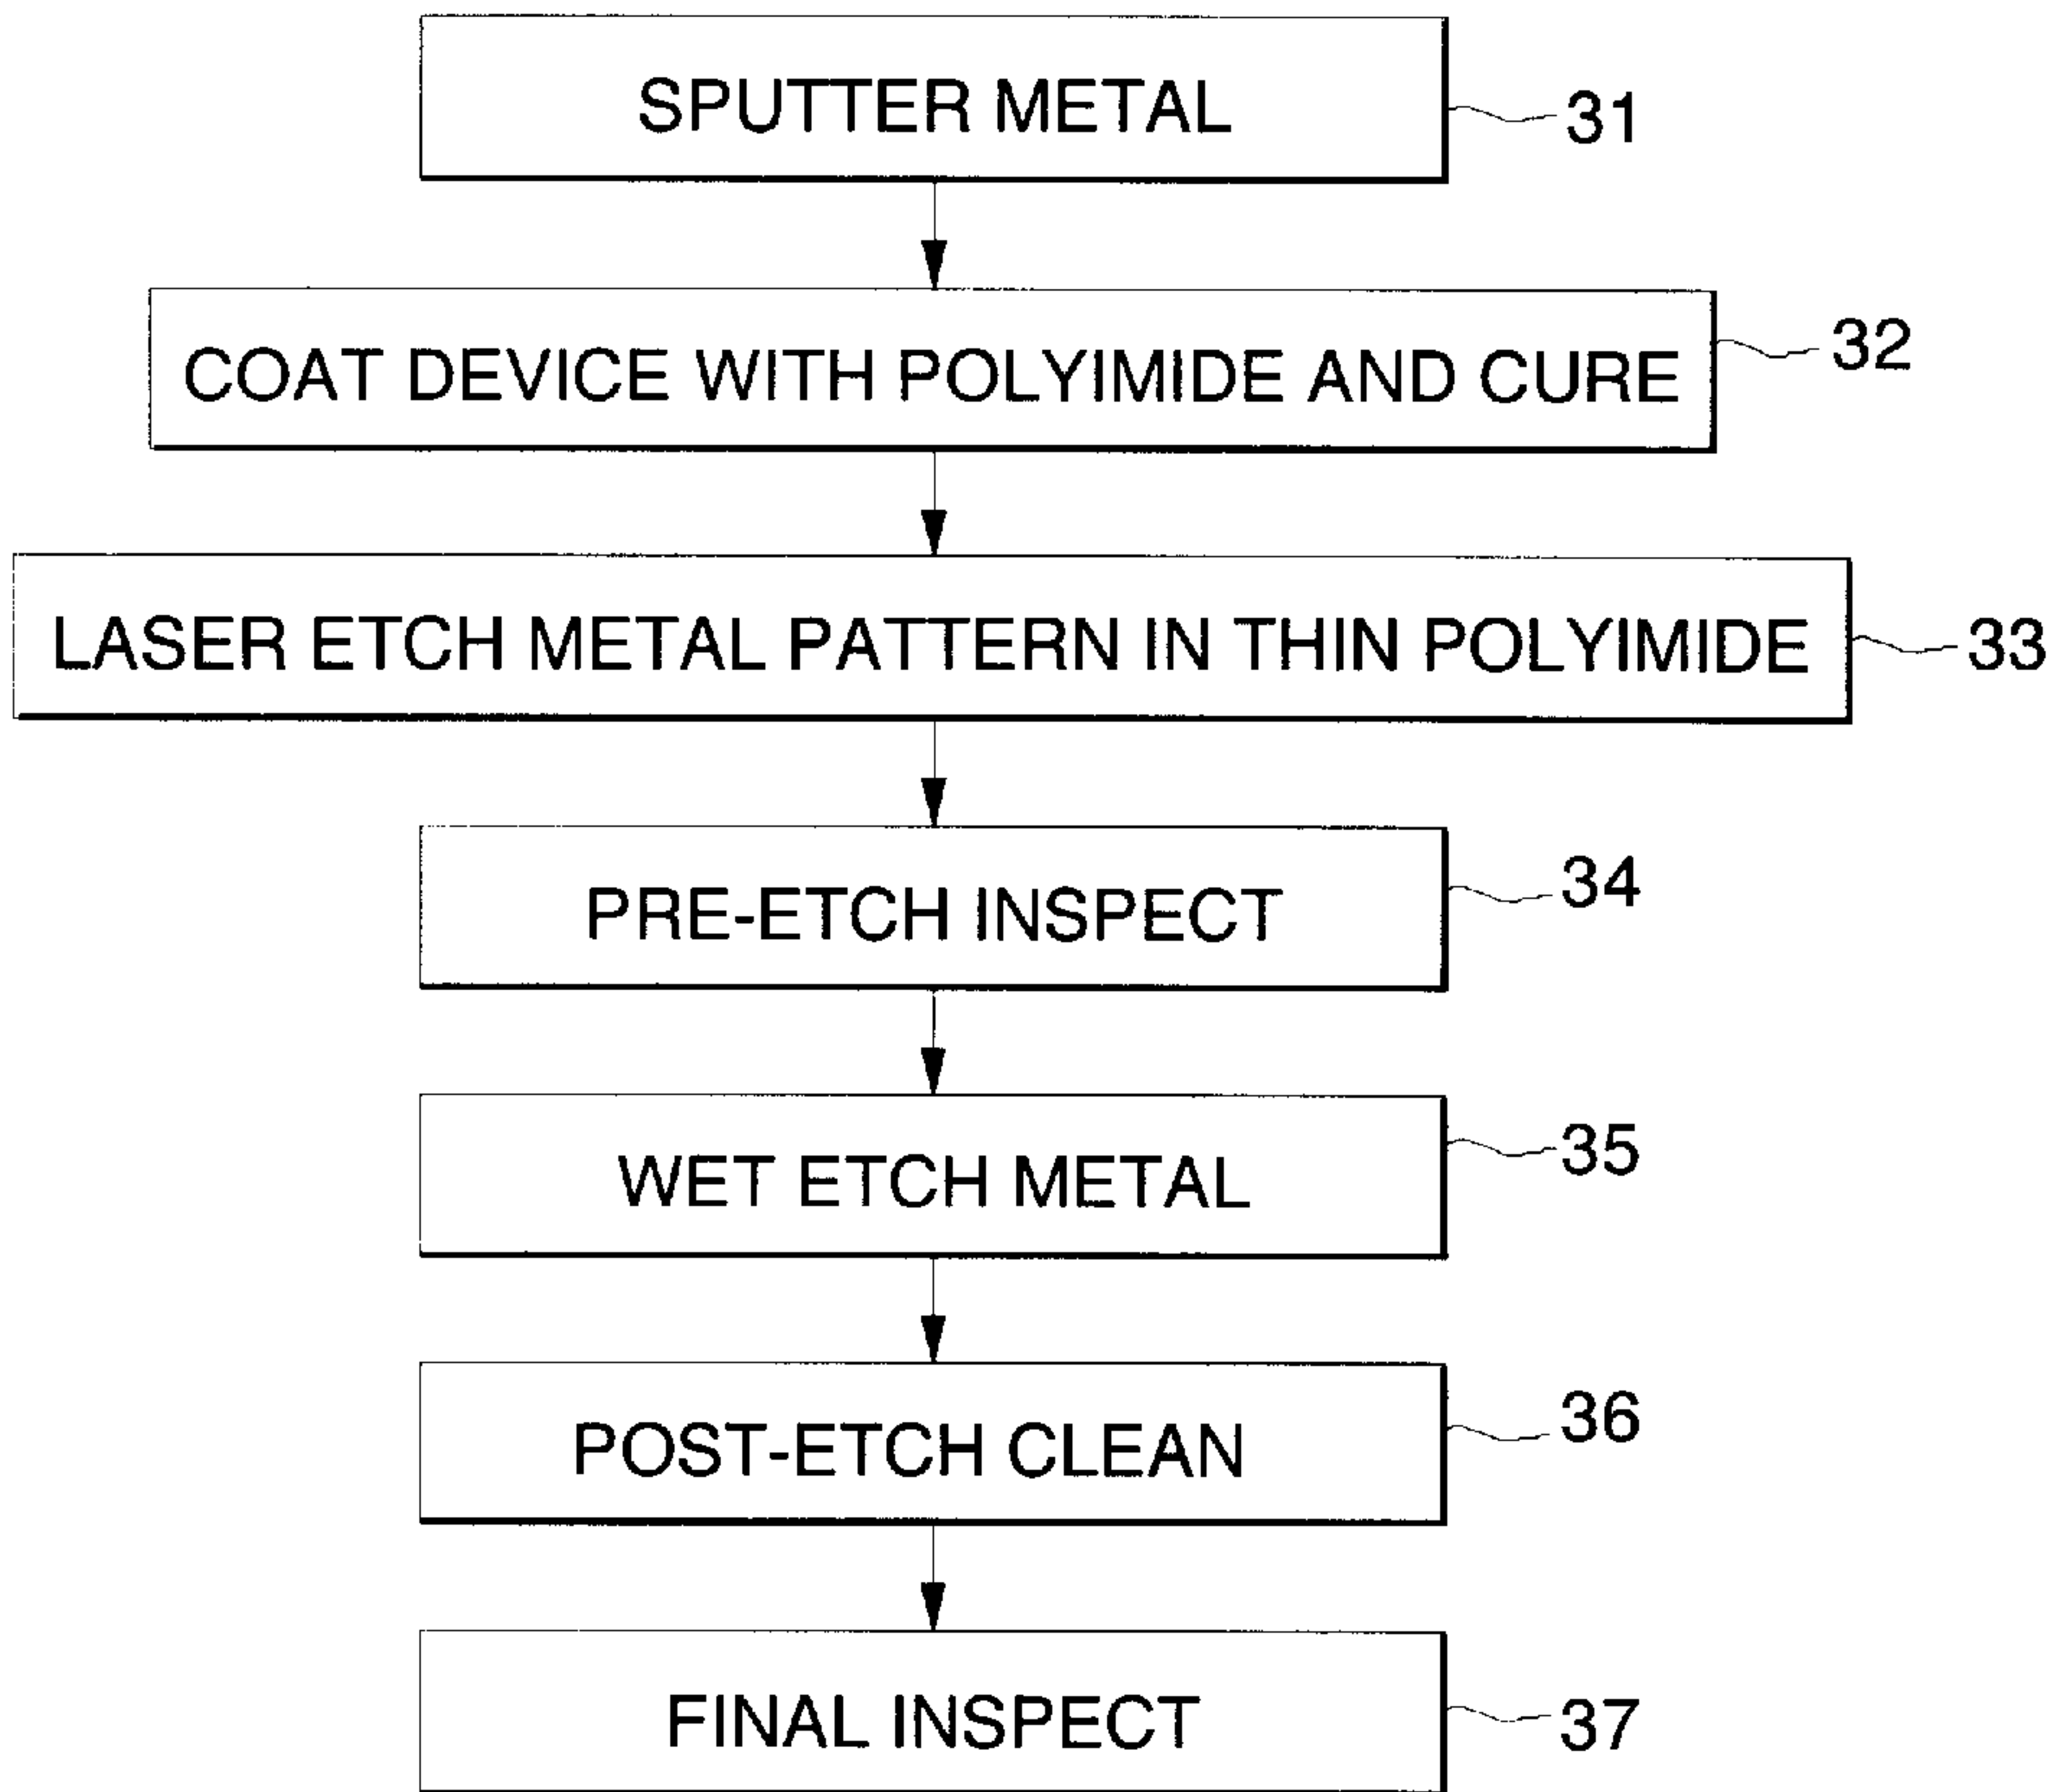 SPUTTER METAL
31
COAT DEVICE WITH POLYIMIDE AND CURE
32
LASER ETCH METAL PATTERN IN THIN POLYIMIDE
33
PRE-ETCH INSPECT
34
WET ETCH METAL
35
POST-ETCH CLEAN
36
FINAL INSPECT
37